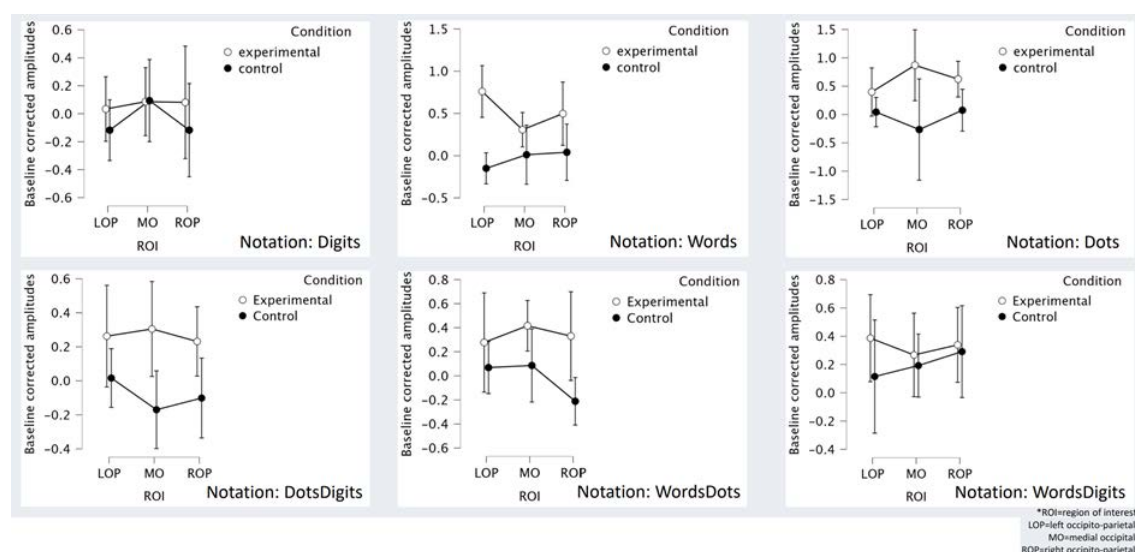 0.6
0.4
0.2
0.0
−0.2
−0.4
−0.6
Baseline corrected amplitudes
Condition
experimental
control
LOP MO ROP
ROI
Notation: Digits
1.5
1.0
0.5
0.0
−0.5
Baseline corrected amplitudes
Condition
experimental
control
LOP MO ROP
ROI
Notation: Words
1.5
1.0
0.5
0.0
−0.5
−1.0
−1.5
Baseline corrected amplitudes
Condition
experimental
control
LOP MO ROP
ROI
Notation: Dots
0.6
0.4
0.2
0.0
−0.2
−0.4
Baseline corrected amplitudes
Condition
Experimental
Control
LOP MO ROP
ROI
Notation: DotsDigits
0.8
0.6
0.4
0.2
0.0
−0.2
−0.4
−0.6
Baseline corrected amplitudes
Condition
Experimental
Control
LOP MO ROP
ROI
Notation: WordsDots
0.8
0.6
0.4
0.2
0.0
−0.2
−0.4
Baseline corrected amplitudes
Condition
Experimental
Control
LOP MO ROP
ROI
Notation: WordsDigits
*ROI=region of interest
LOP=left occipito-parietal
MO=medial occipital
ROP=right occipito-parietal